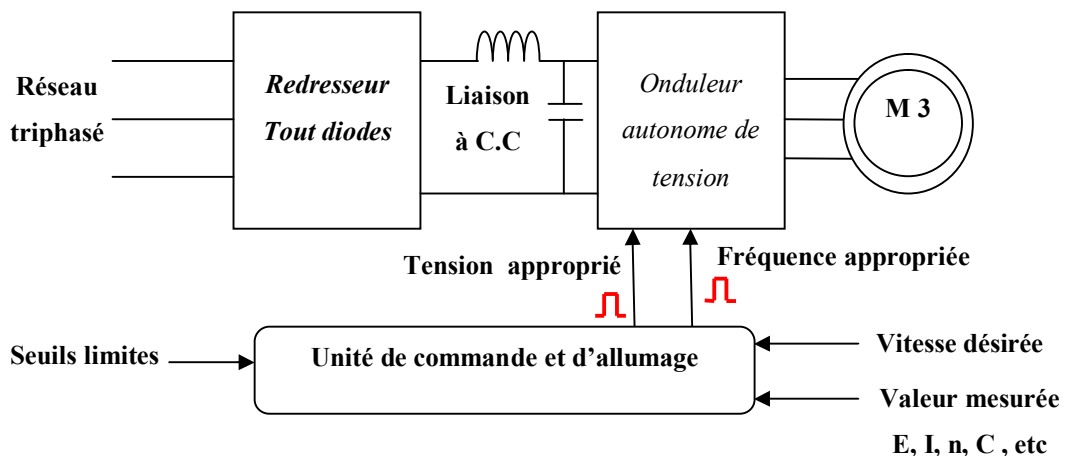 Réseau
triphasé
Redresseur
Tout diodes
Liaison
à C.C
Onduleur
autonome de
tension
M 3
Tension approprié
Fréquence appropriée
Seuils limites
Unité de commande et d'allumage
Vitesse désirée
Valeur mesurée
E, I, n, C , etc